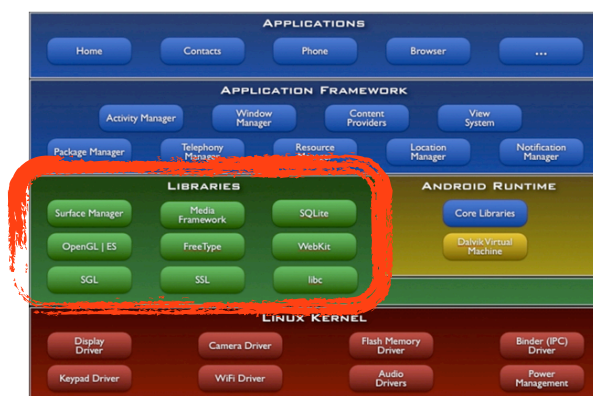 APPLICATIONS
Home Contacts Phone Browser ...
APPLICATION FRAMEWORK
Activity Manager Window Manager Content Providers View System
Package Manager Telephony Manager Resource Location Manager Notification Manager
LIBRARIES
Surface Manager Media Framework SQLite
OpenGL | ES FreeType WebKit
SGL SSL libc
ANDROID RUNTIME
Core Libraries
Dalvik Virtual Machine
LINUX KERNEL
Display Driver Camera Driver Flash Memory Driver Binder (IPC) Driver
Keypad Driver WiFi Driver Audio Drivers Power Management